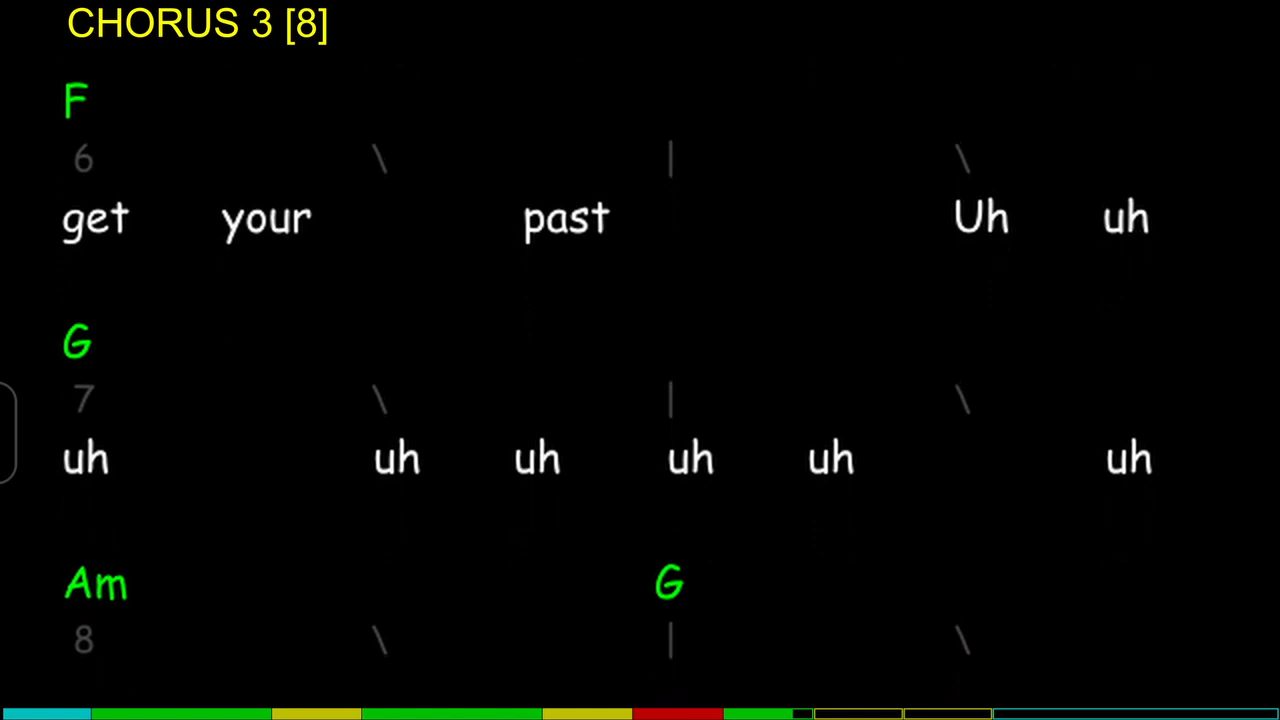 CHORUS 3 [8]
F
6 \ | \
get your past Uh uh
G
7 \ | \
uh uh uh uh uh uh
Am G
8 \ | \